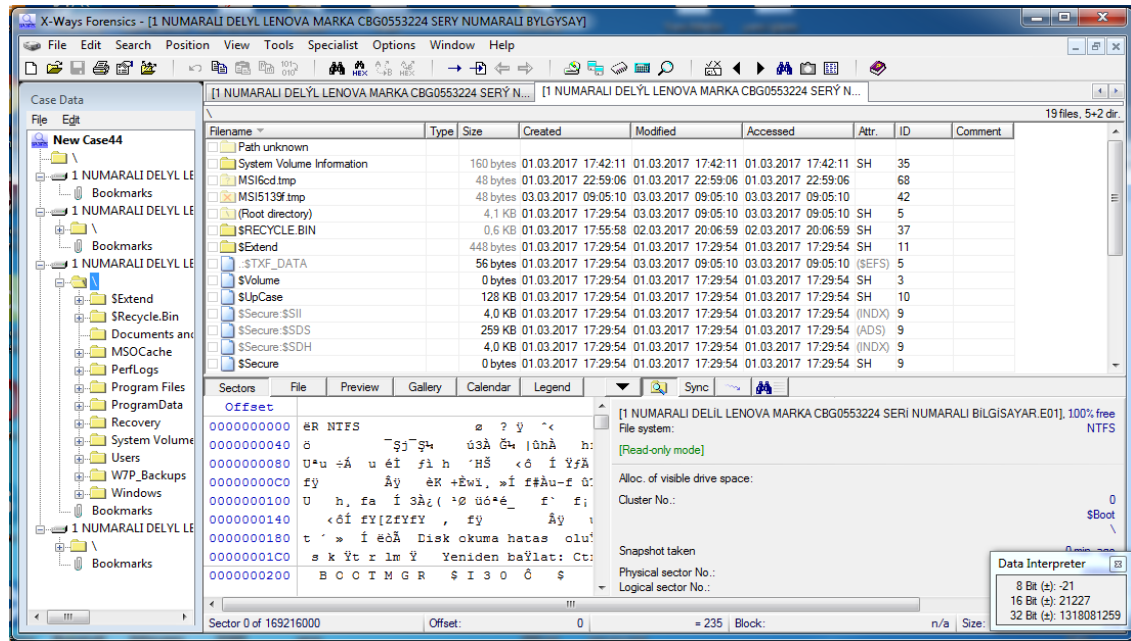 X-Ways Forensics - [1 NUMARALI DELYL LENOVA MARKA CBG0553224 SERY NUMARALI BYLGYSAY]
File Edit Search Position View Tools Specialist Options Window Help
Case Data
File Edit
New Case44
\
1 NUMARALI DELYL LE
Bookmarks
1 NUMARALI DELYL LE
\
Bookmarks
1 NUMARALI DELYL LE
\
$Extend
$Recycle.Bin
Documents and
MSOCache
PerfLogs
Program Files
ProgramData
Recovery
System Volume
Users
W7P_Backups
Windows
Bookmarks
1 NUMARALI DELYL LE
\
Bookmarks
[1 NUMARALI DELÝL LENOVA MARKA CBG0553224 SERÝ N... [1 NUMARALI DELÝL LENOVA MARKA CBG0553224 SERÝ N...
\ 19 files, 5+2 dir.
Filename Type Size Created Modified Accessed Attr. ID Comment
Path unknown
System Volume Information 160 bytes 01.03.2017 17:42:11 01.03.2017 17:42:11 01.03.2017 17:42:11 SH 35
MSI6cd.tmp 48 bytes 01.03.2017 22:59:06 01.03.2017 22:59:06 01.03.2017 22:59:06 68
MSI5139f.tmp 48 bytes 03.03.2017 09:05:10 03.03.2017 09:05:10 03.03.2017 09:05:10 42
(Root directory) 4,1 KB 01.03.2017 17:29:54 03.03.2017 09:05:10 03.03.2017 09:05:10 SH 5
$RECYCLE.BIN 0,6 KB 01.03.2017 17:55:58 02.03.2017 20:06:59 02.03.2017 20:06:59 SH 37
$Extend 448 bytes 01.03.2017 17:29:54 01.03.2017 17:29:54 01.03.2017 17:29:54 SH 11
.:$TXF_DATA 56 bytes 01.03.2017 17:29:54 03.03.2017 09:05:10 03.03.2017 09:05:10 ($EFS) 5
$Volume 0 bytes 01.03.2017 17:29:54 01.03.2017 17:29:54 01.03.2017 17:29:54 SH 3
$UpCase 128 KB 01.03.2017 17:29:54 01.03.2017 17:29:54 01.03.2017 17:29:54 SH 10
$Secure:$SII 4,0 KB 01.03.2017 17:29:54 01.03.2017 17:29:54 01.03.2017 17:29:54 (INDX) 9
$Secure:$SDS 259 KB 01.03.2017 17:29:54 01.03.2017 17:29:54 01.03.2017 17:29:54 (ADS) 9
$Secure:$SDH 4,0 KB 01.03.2017 17:29:54 01.03.2017 17:29:54 01.03.2017 17:29:54 (INDX) 9
$Secure 0 bytes 01.03.2017 17:29:54 01.03.2017 17:29:54 01.03.2017 17:29:54 SH 9
Sectors File Preview Gallery Calendar Legend Sync
Offset
0000000000 ëR NTFS ø ? ÿ
0000000040 ö
0000000080
00000000C0 fÿ Âÿ
0000000100 U h, fa
0000000140
0000000180 Disk okuma hatas
00000001C0 Yeniden baÿlat:
0000000200 B O O T M G R $ I 3 0 Ô $
[1 NUMARALI DELİL LENOVA MARKA CBG0553224 SERİ NUMARALI BİLGİSAYAR.E01], 100% free
File system: NTFS
[Read-only mode]
Alloc. of visible drive space:
Cluster No.: 0
$Boot
\
Snapshot taken 0 min. ago
Physical sector No.:
Logical sector No.:
Data Interpreter
8 Bit (±): -21
16 Bit (±): 21227
32 Bit (±): 1318081259
Sector 0 of 169216000 Offset: 0 = 235 Block: n/a Size: